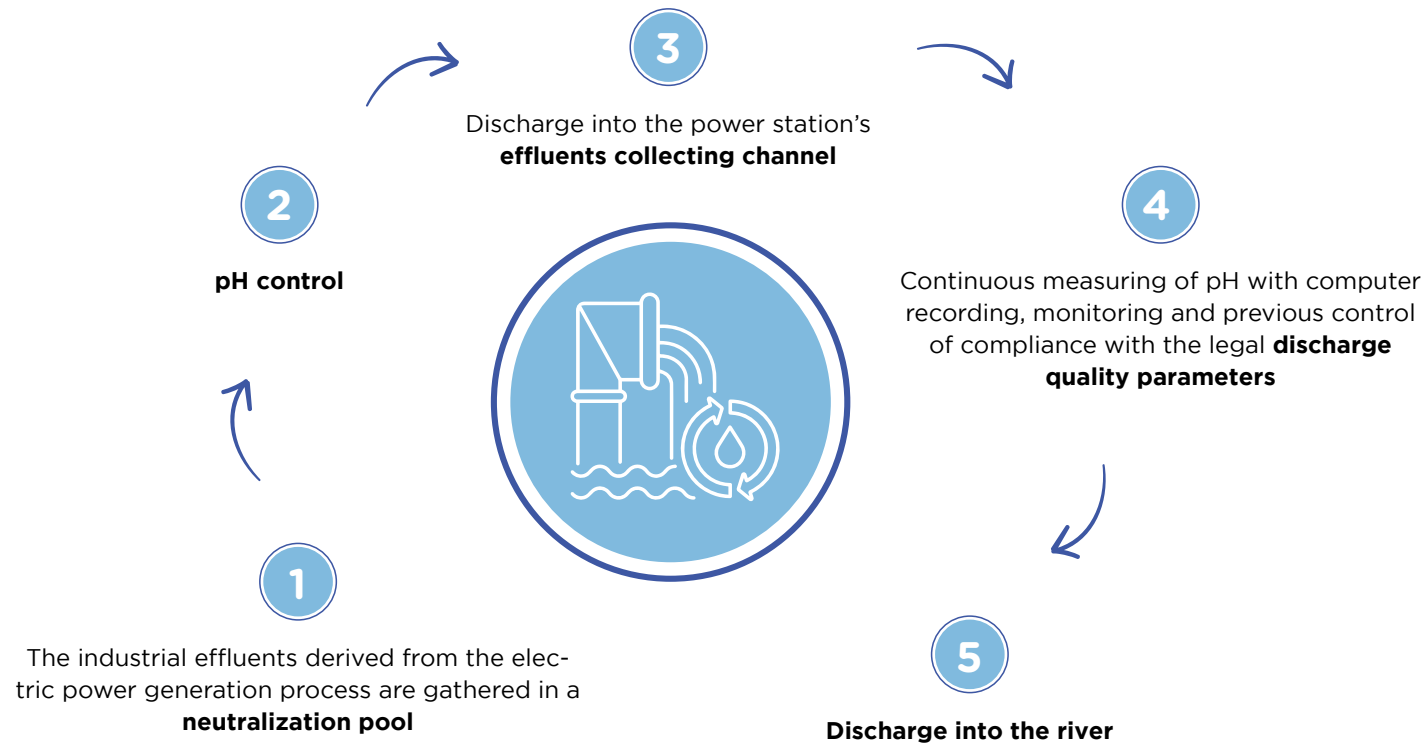 1
The industrial effluents derived from the elec-
tric power generation process are gathered in a
neutralization pool
2
pH control
3
Discharge into the power station’s
effluents collecting channel
4
Continuous measuring of pH with computer
recording, monitoring and previous control
of compliance with the legal discharge
quality parameters
5
Discharge into the river